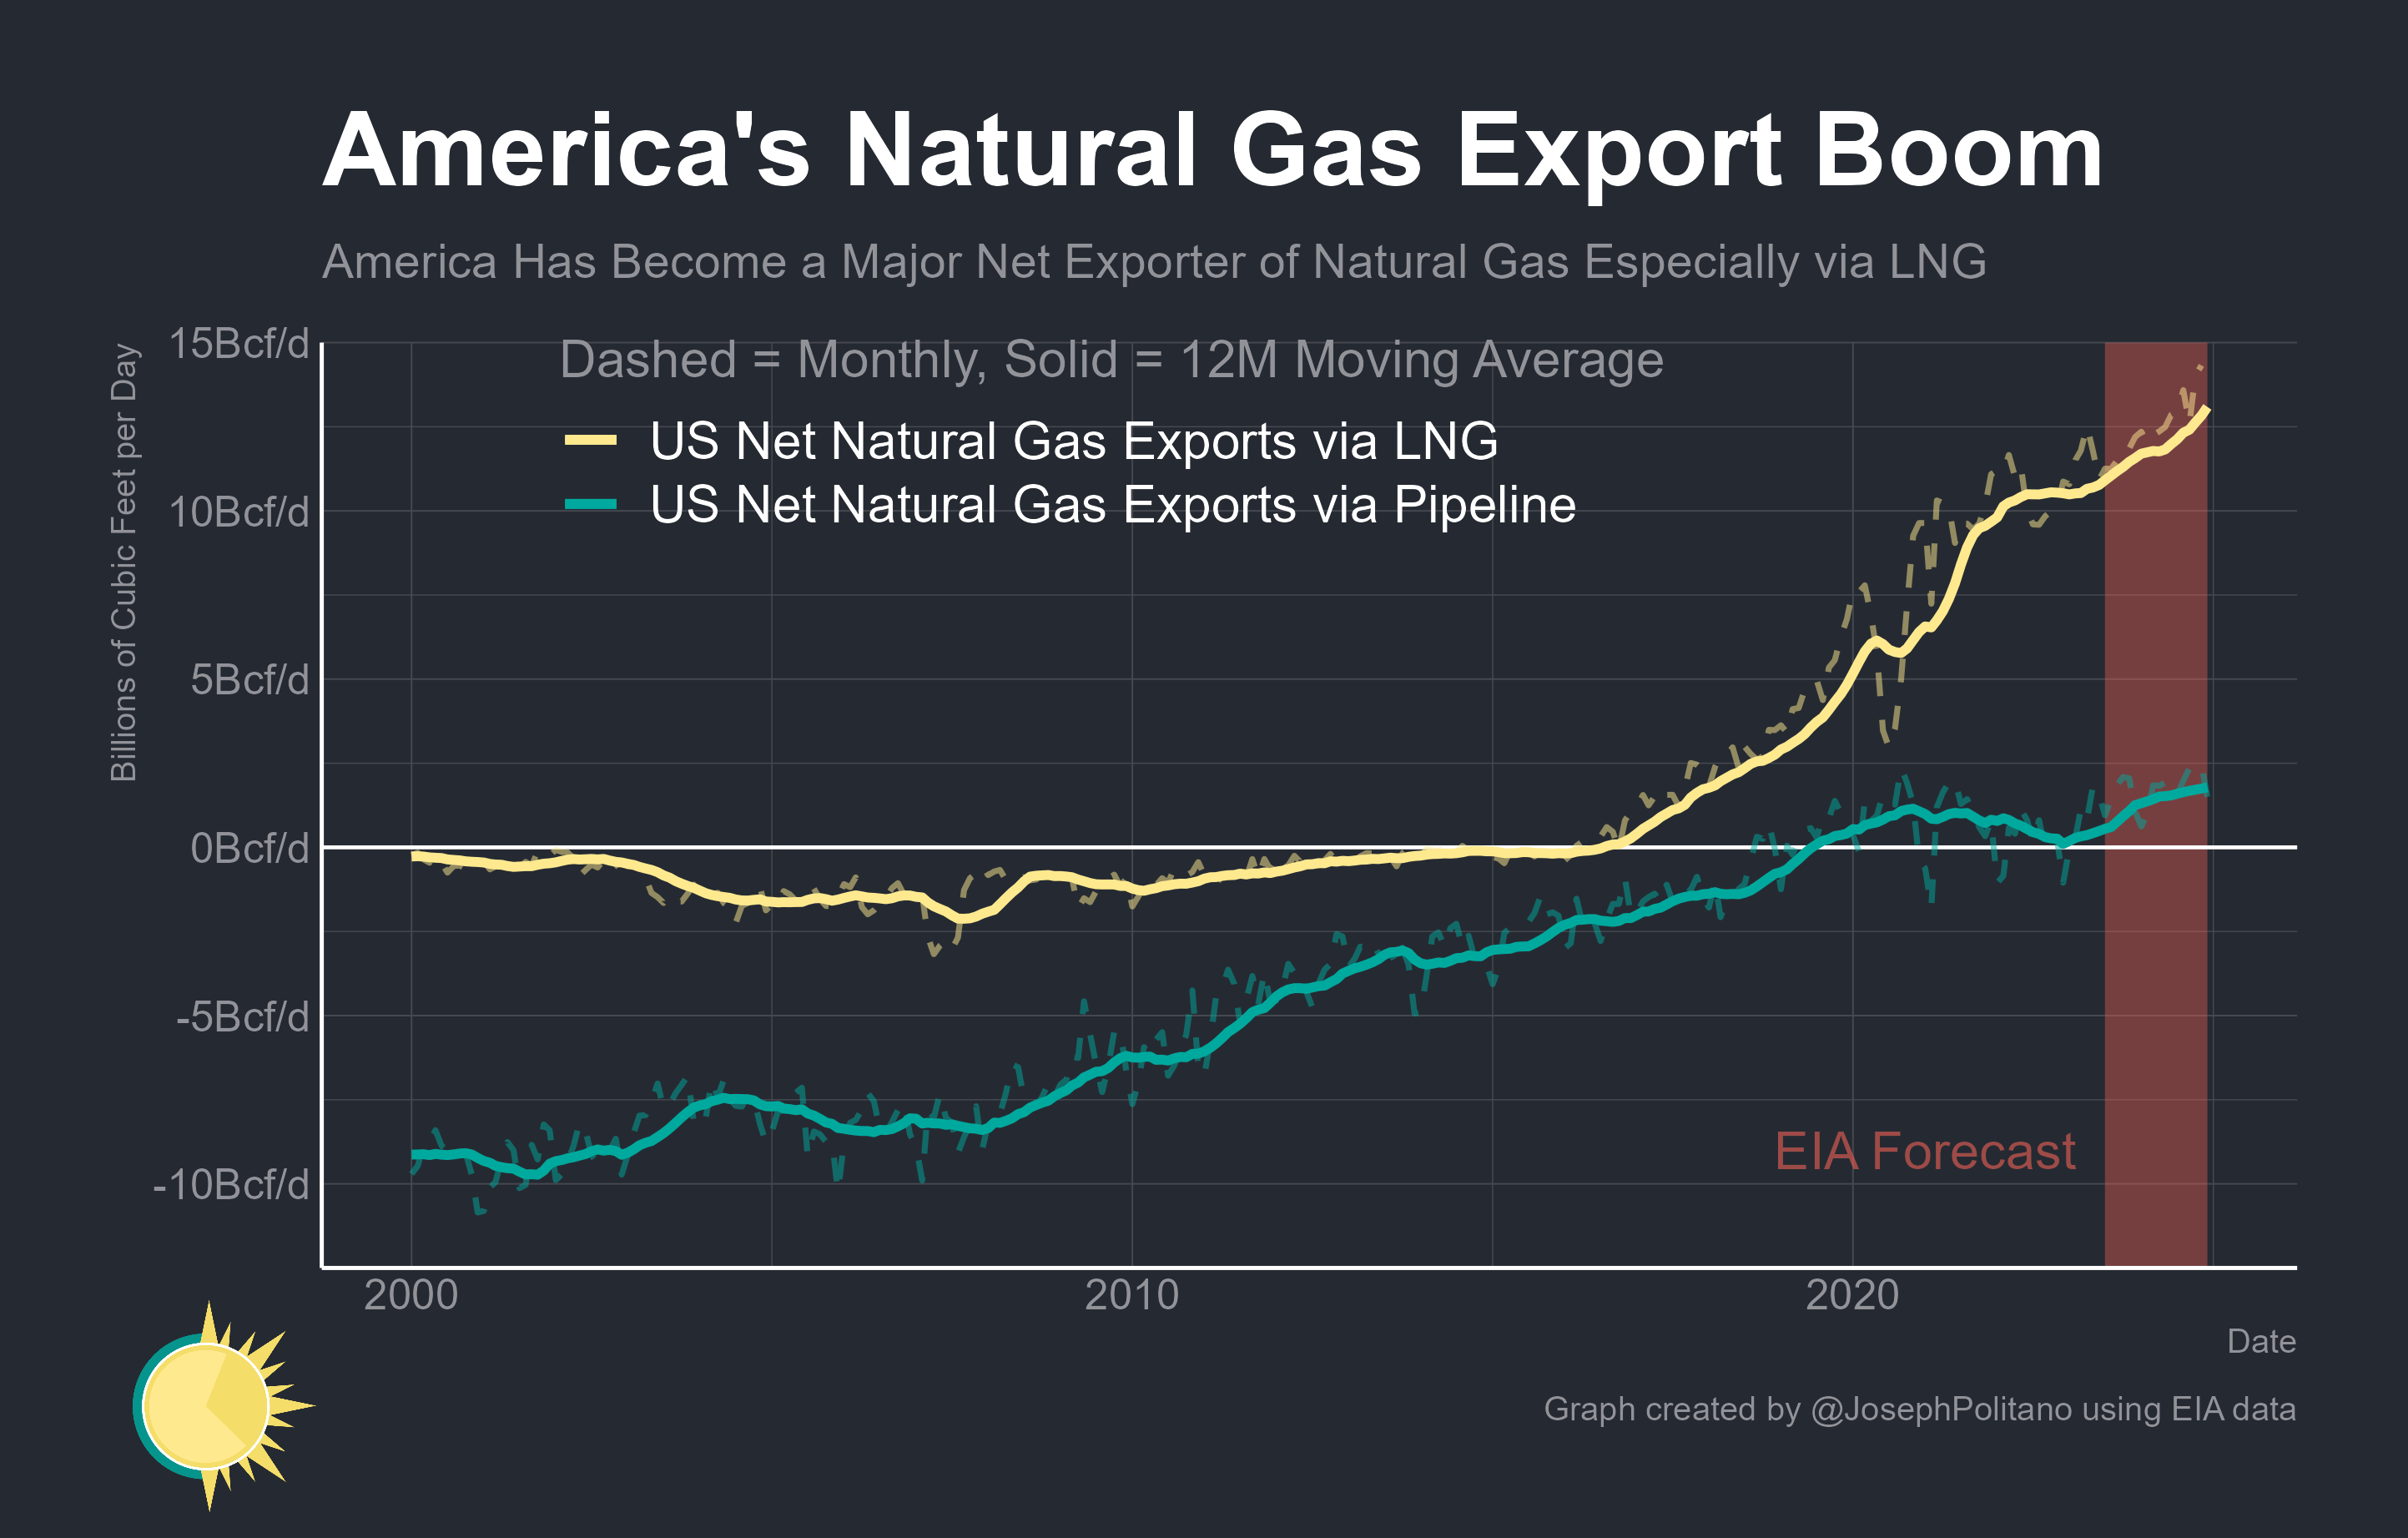 America's Natural Gas Export Boom
America Has Become a Major Net Exporter of Natural Gas Especially via LNG
Billions of Cubic Feet per Day
15Bcf/d
10Bcf/d
5Bcf/d
0Bcf/d
-5Bcf/d
-10Bcf/d
Dashed = Monthly, Solid = 12M Moving Average
US Net Natural Gas Exports via LNG
US Net Natural Gas Exports via Pipeline
EIA Forecast
2000
2010
2020
Date
Graph created by @JosephPolitano using EIA data